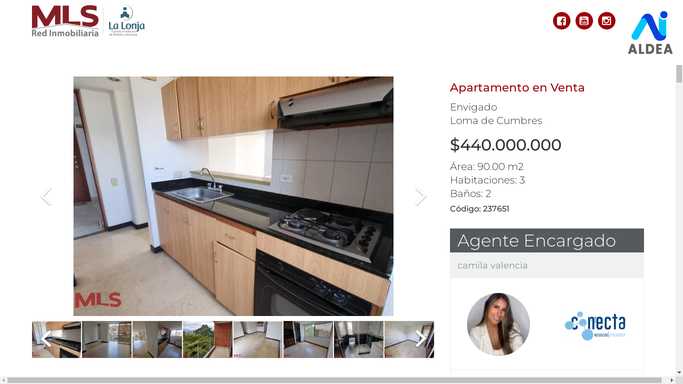 MLS
Red Inmobiliaria
La Lonja
ALDEA
Apartamento en Venta
Envigado
Loma de Cumbres
$440.000.000
Área: 90.00 m2
Habitaciones: 3
Baños: 2
Código: 237651
MLS
Agente Encargado
camila valencia
conecta
MLS